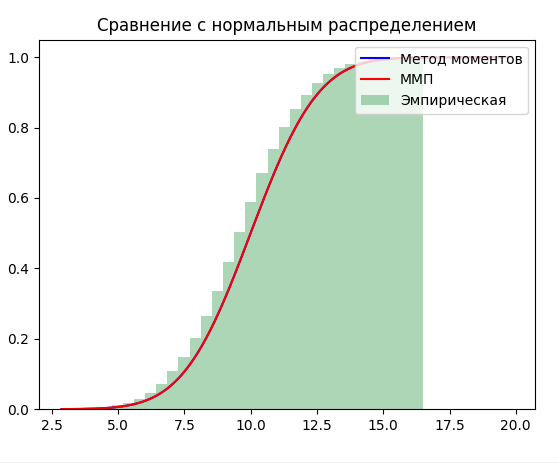 Сравнение с нормальным распределением
Метод моментов
ММП
Эмпирическая
1.0
0.8
0.6
0.4
0.2
0.0
2.5 5.0 7.5 10.0 12.5 15.0 17.5 20.0